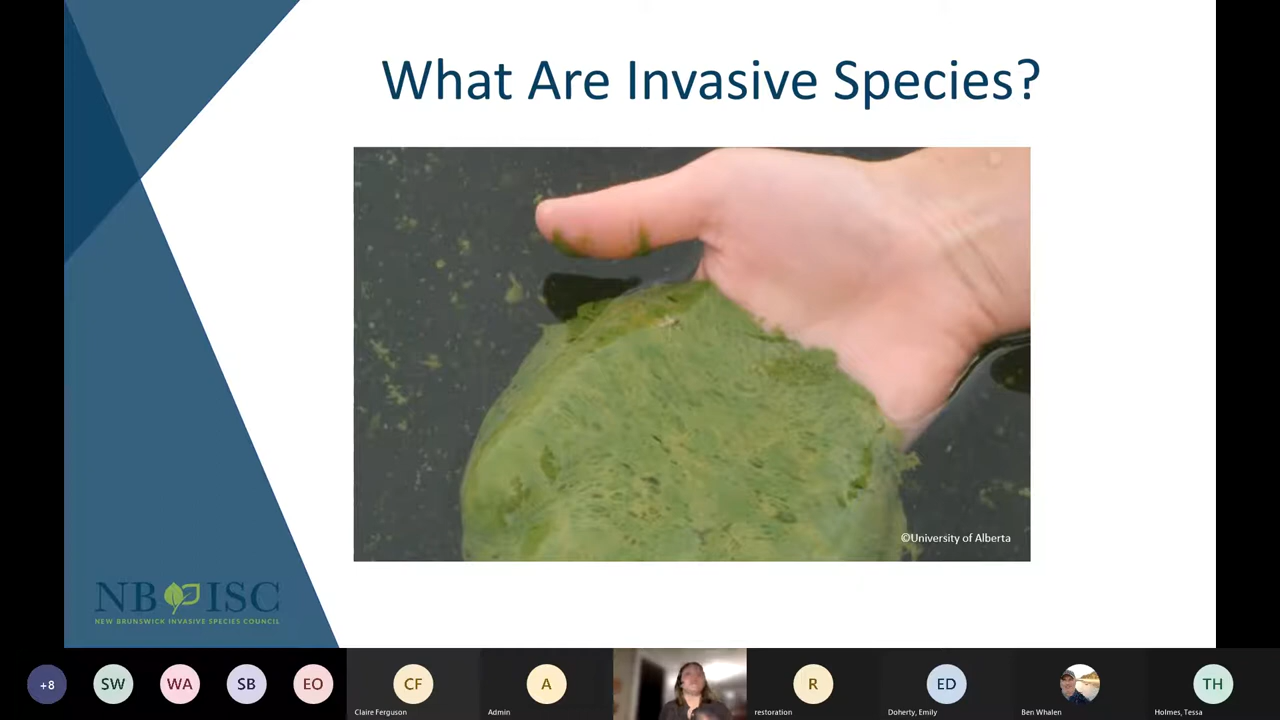 What Are Invasive Species?
©University of Alberta
NB ISC
NEW BRUNSWICK INVASIVE SPECIES COUNCIL
+8
SW
WA
SB
EO
CF
A
R
ED
TH
Claire Ferguson
Admin
restoration
Doherty, Emily
Ben Whalen
Holmes, Tessa